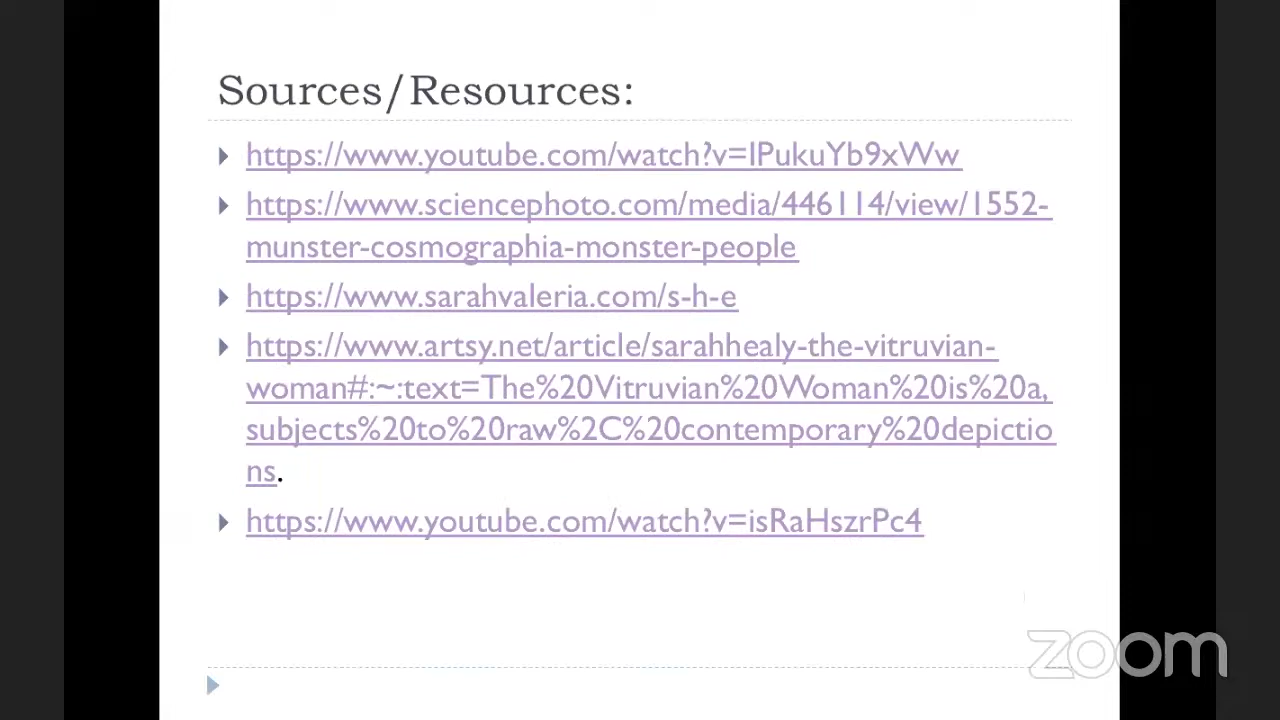 Sources/Resources:
https://www.youtube.com/watch?v=lPukuYb9xWw
https://www.sciencephoto.com/media/446114/view/1552-
munster-cosmographia-monster-people
https://www.sarahvaleria.com/s-h-e
https://www.artsy.net/article/sarahhealy-the-vitruvian-
woman#:~:text=The%20Vitruvian%20Woman%20is%20a,
subjects%20to%20raw%2C%20contemporary%20depictio
ns.
https://www.youtube.com/watch?v=isRaHszrPc4
zoom